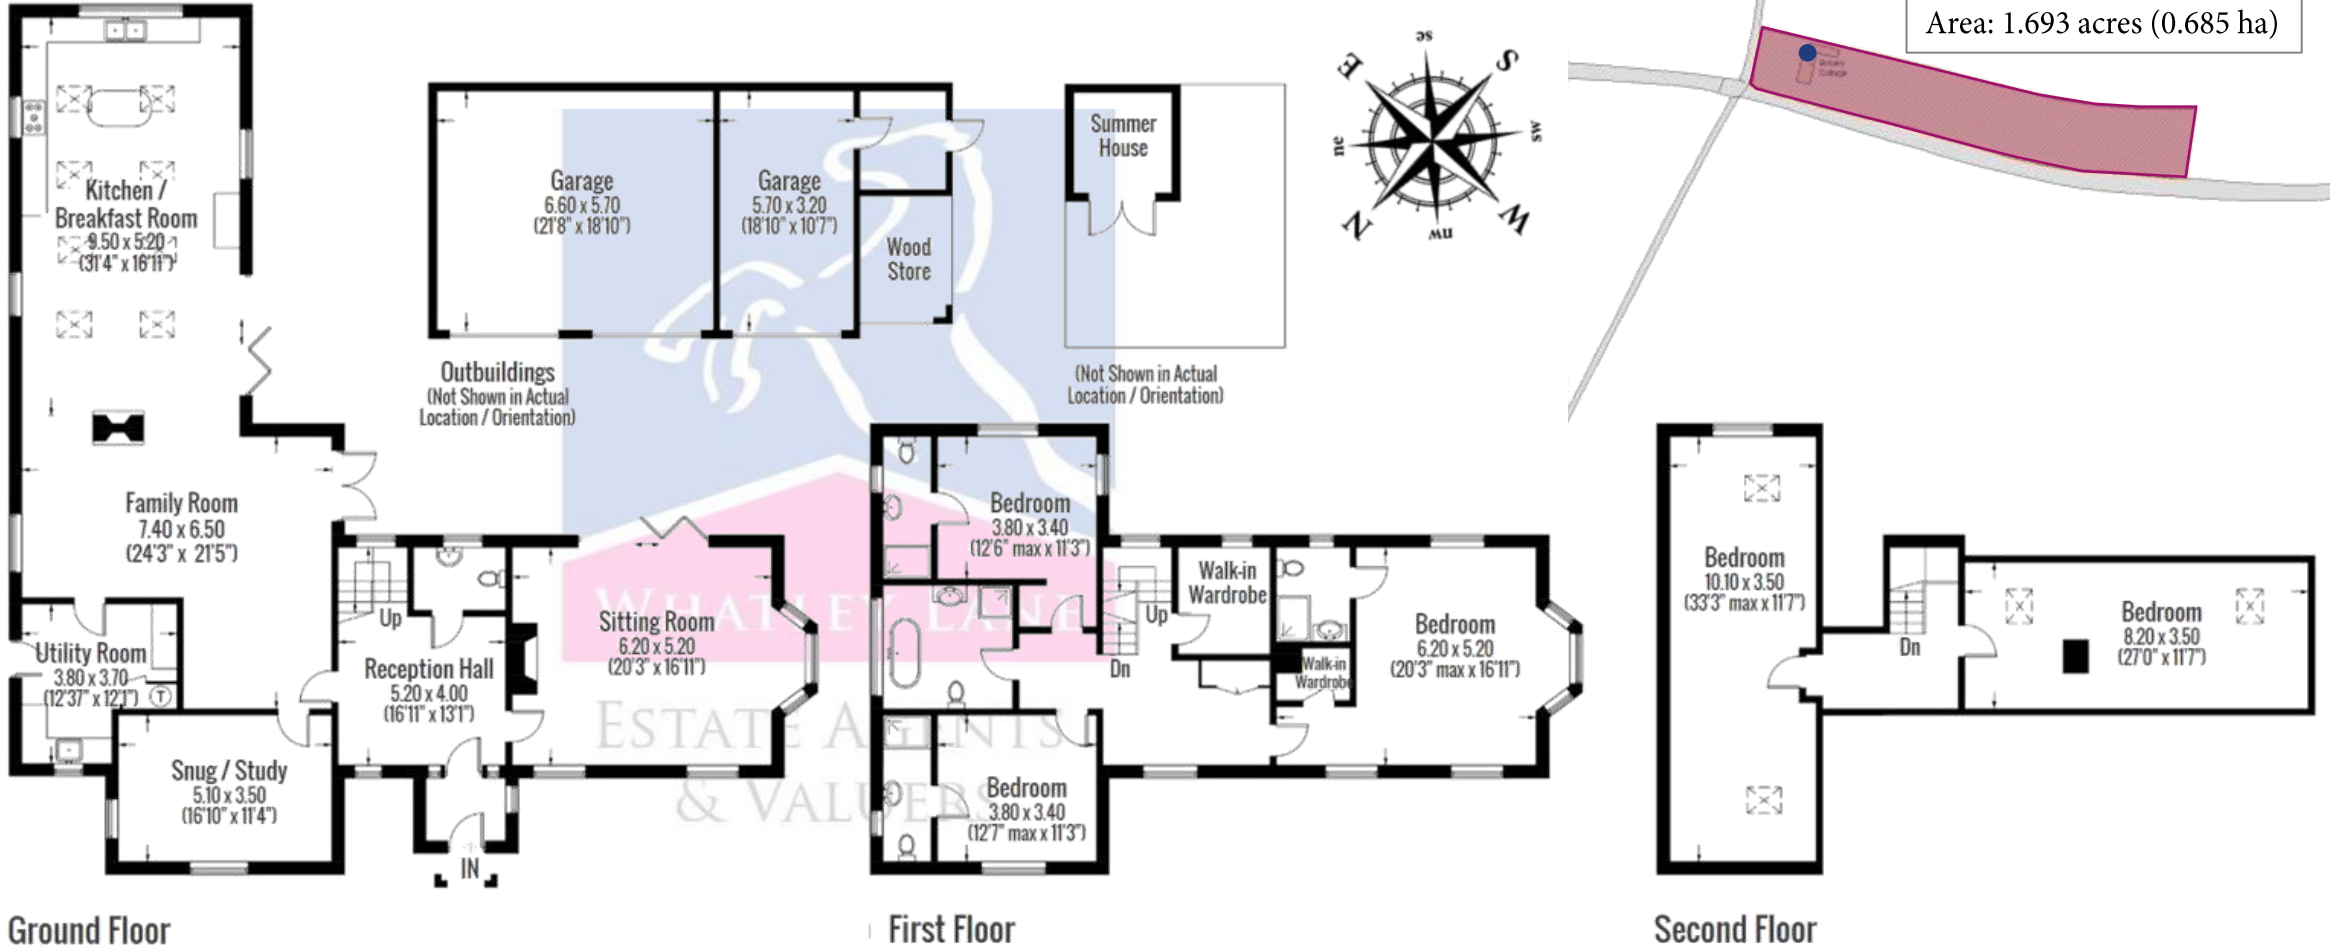 Area: 1.693 acres (0.685 ha)
se
S
sw
W
nw
N
ne
E
Kitchen /
Breakfast Room
9.50 x 5.20
(31'4" x 16'11")
Family Room
7.40 x 6.50
(24'3" x 21'5")
Utility Room
3.80 x 3.70
(12'37" x 12'1")
T
Snug / Study
5.10 x 3.50
(16'10" x 11'4")
Up
Reception Hall
5.20 x 4.00
(16'11" x 13'1")
IN
Sitting Room
6.20 x 5.20
(20'3" x 16'11")
Ground Floor
Garage
6.60 x 5.70
(21'8" x 18'10")
Garage
5.70 x 3.20
(18'10" x 10'7")
Wood
Store
Outbuildings
(Not Shown in Actual
Location / Orientation)
Summer
House
(Not Shown in Actual
Location / Orientation)
WHATLEY LANE
ESTATE AGENTS
& VALUERS
Bedroom
3.80 x 3.40
(12'6" max x 11'3")
Walk-in
Wardrobe
Up
Dn
Walk-in
Wardrobe
Bedroom
6.20 x 5.20
(20'3" max x 16'11")
Bedroom
3.80 x 3.40
(12'7" max x 11'3")
First Floor
Bedroom
10.10 x 3.50
(33'3" max x 11'7")
Dn
Bedroom
8.20 x 3.50
(27'0" x 11'7")
Second Floor